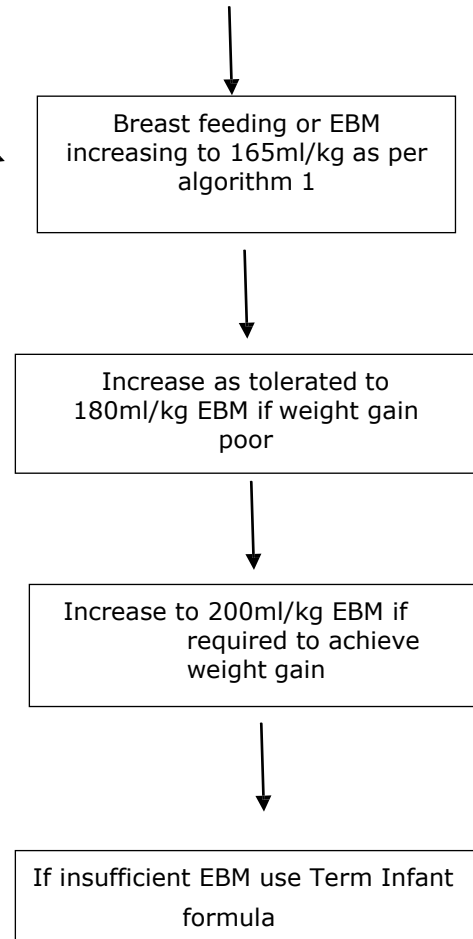 Breast feeding or EBM
increasing to 165ml/kg as per
algorithm 1
Increase as tolerated to
180ml/kg EBM if weight gain
poor
Increase to 200ml/kg EBM if
required to achieve
weight gain
If insufficient EBM use Term Infant
formula